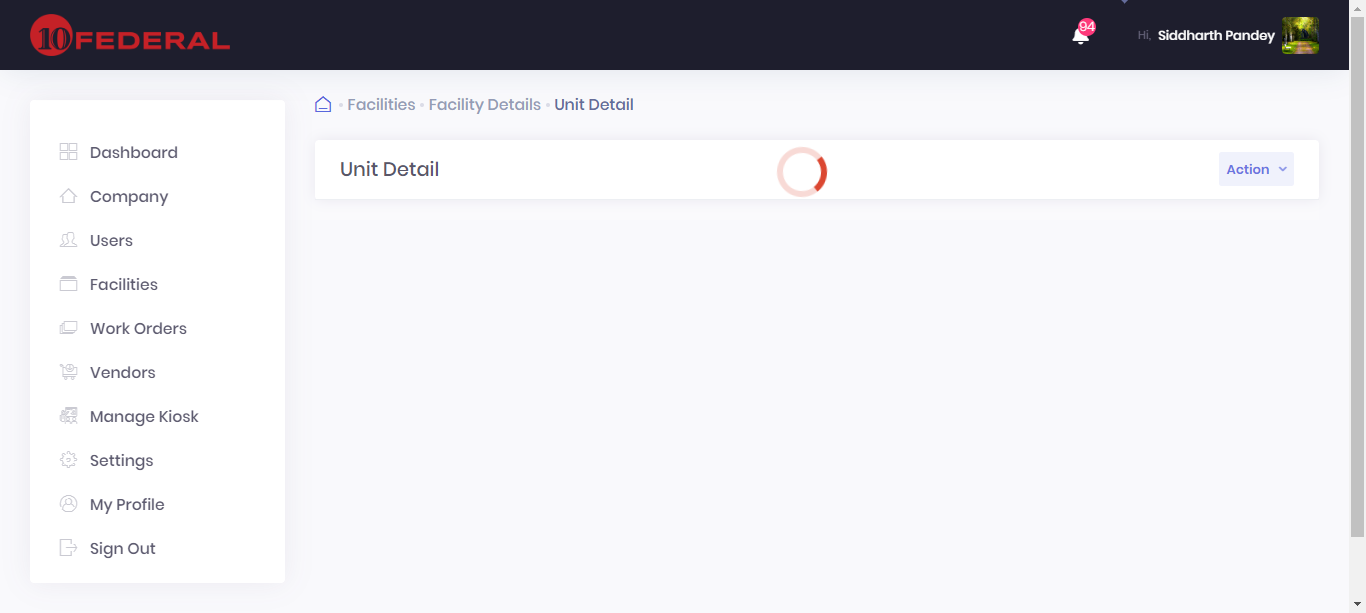 10 FEDERAL
94
Hi, Siddharth Pandey
Facilities • Facility Details • Unit Detail
Dashboard
Company
Users
Facilities
Work Orders
Vendors
Manage Kiosk
Settings
My Profile
Sign Out
Unit Detail
Action